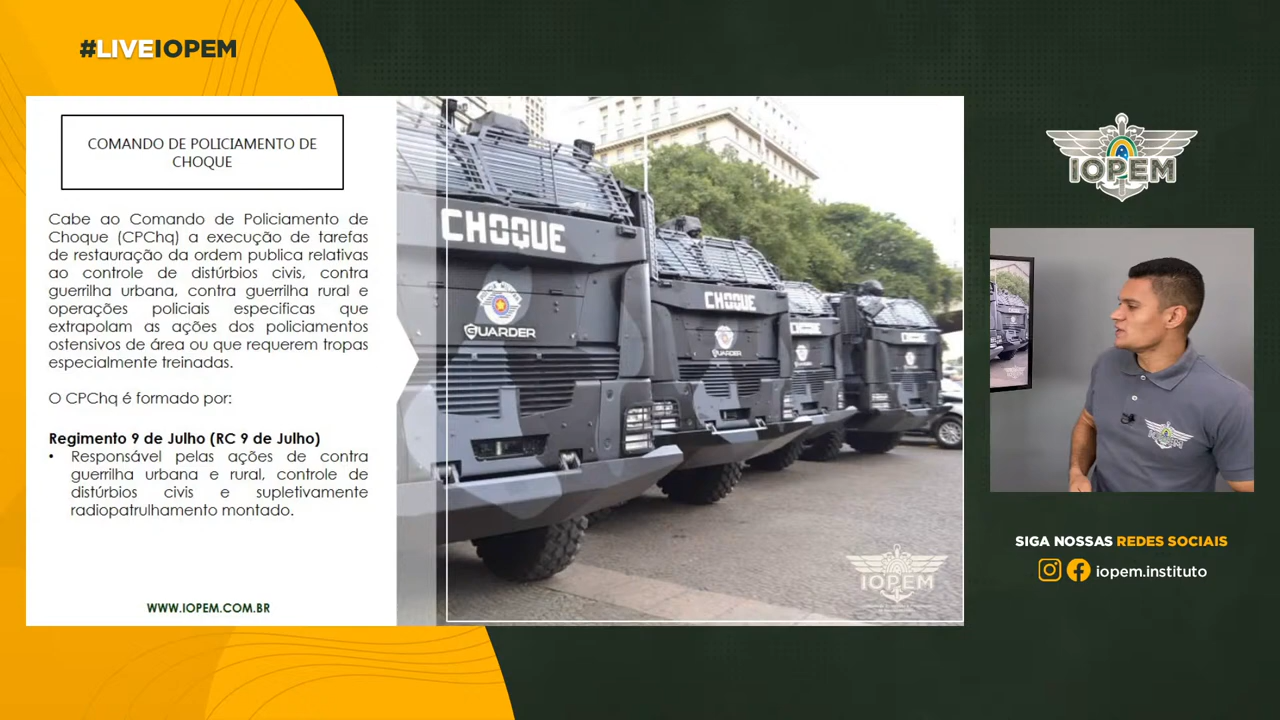 #LIVEIOPEM
COMANDO DE POLICIAMENTO DE
CHOQUE
Cabe ao Comando de Policiamento de
Choque (CPChq) a execução de tarefas
de restauração da ordem publica relativas
ao controle de distúrbios civis, contra
guerrilha urbana, contra guerrilha rural e
operações policiais especificas que
extrapolam as ações dos policiamentos
ostensivos de área ou que requerem tropas
especialmente treinadas.
O CPChq é formado por:
Regimento 9 de Julho (RC 9 de Julho)
• Responsável pelas ações de contra
guerrilha urbana e rural, controle de
distúrbios civis e supletivamente
radiopatrulhamento montado.
WWW.IOPEM.COM.BR
CHOQUE
GUARDER
CHOQUE
GUARDER
CHOQUE
IOPEM
IOPEM
SIGA NOSSAS REDES SOCIAIS
iopem.instituto